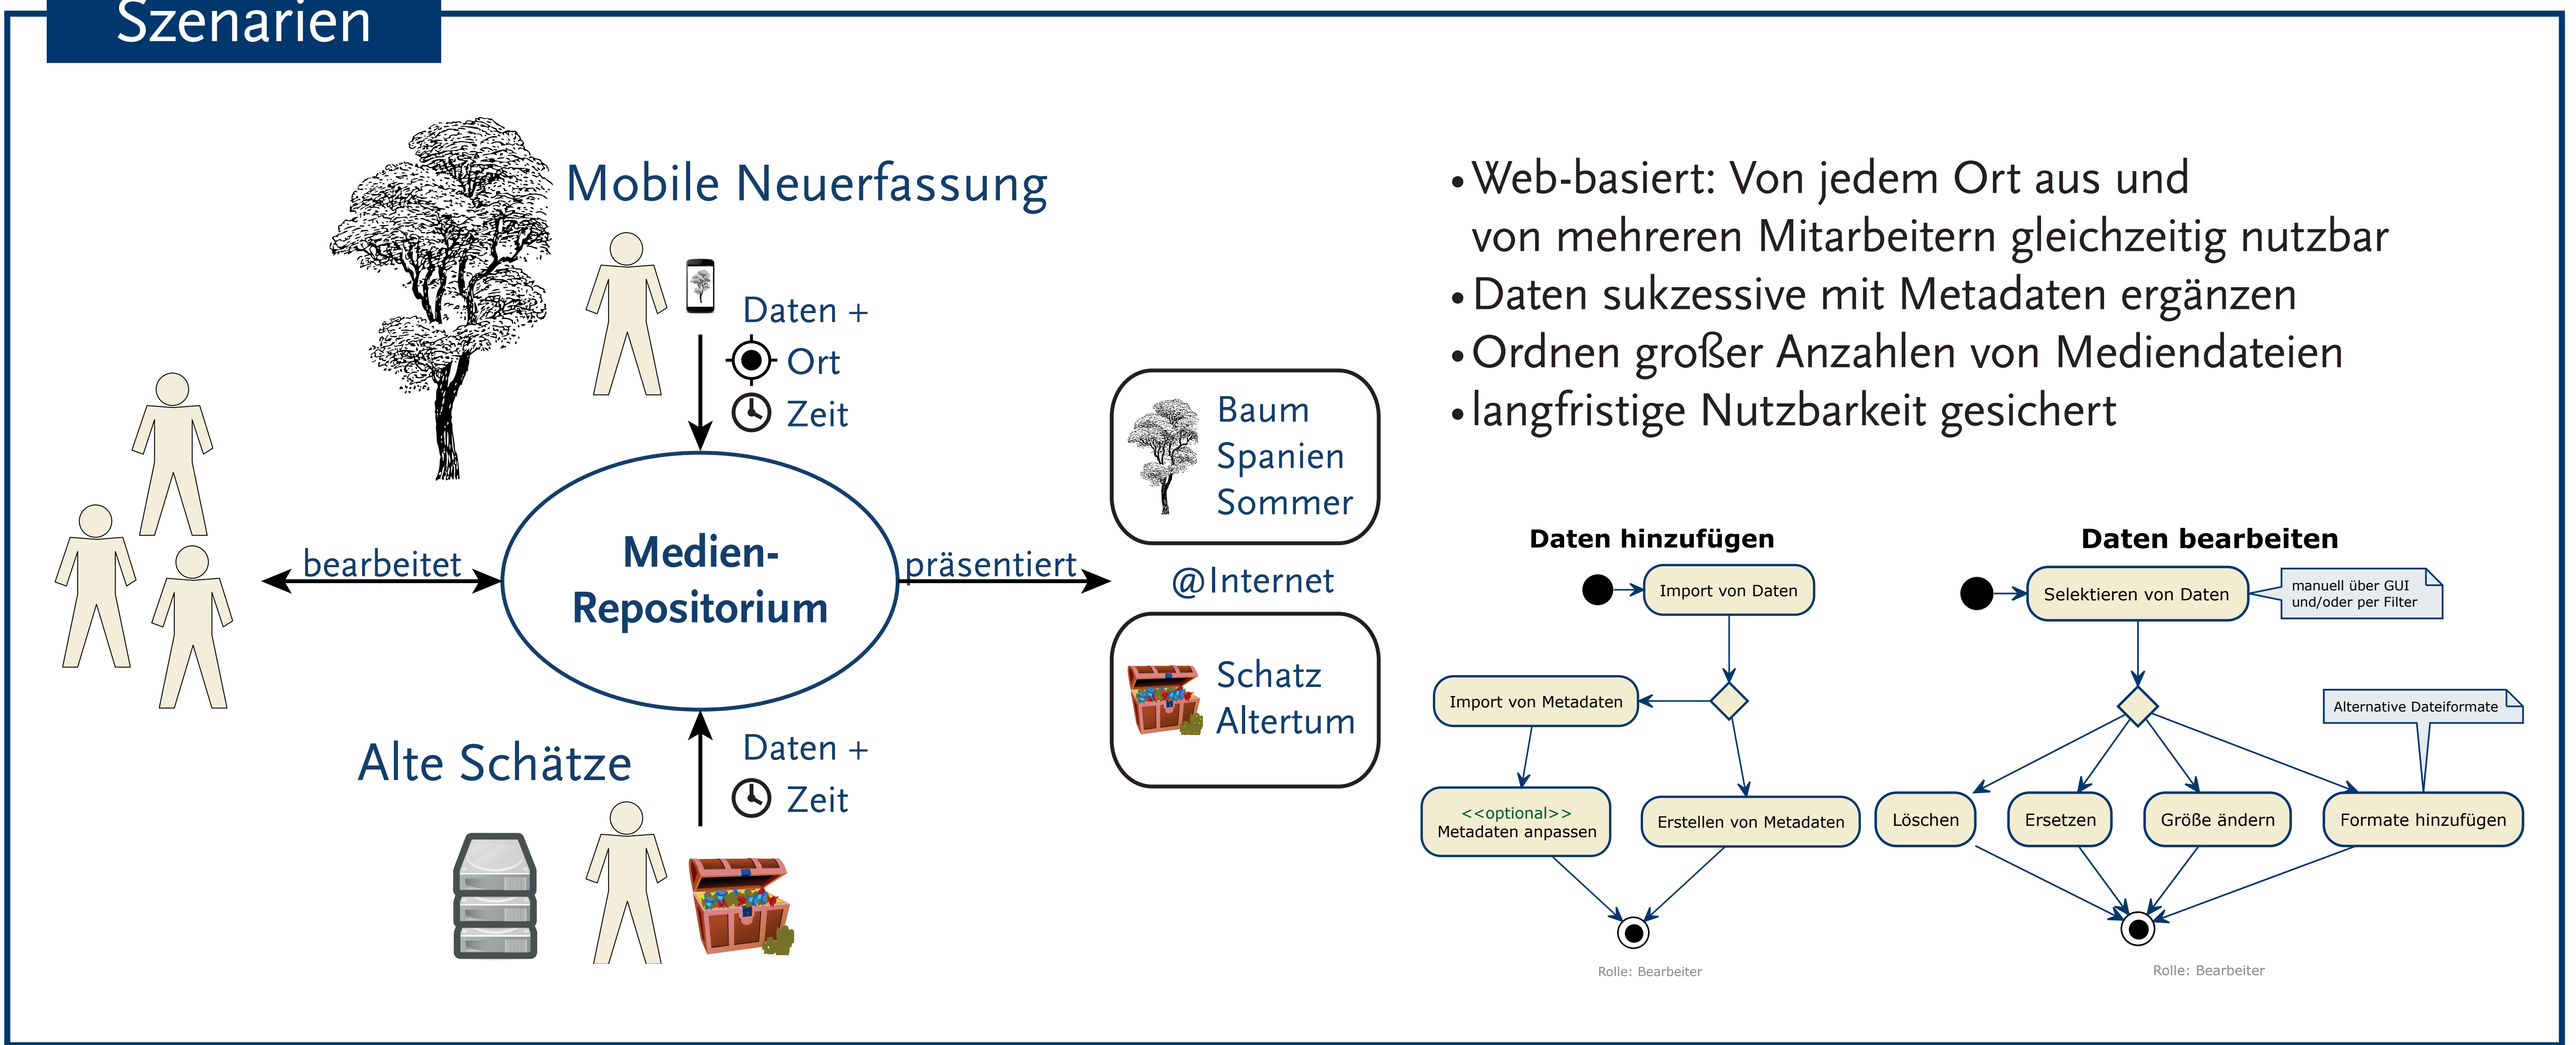 Szenarien
Mobile Neuerfassung
Daten +
Ort
Zeit
bearbeitet
Medien-
Repositorium
präsentiert
Baum
Spanien
Sommer
@Internet
Schatz
Altertum
Alte Schätze
Daten +
Zeit
• Web-basiert: Von jedem Ort aus und
von mehreren Mitarbeitern gleichzeitig nutzbar
• Daten sukzessive mit Metadaten ergänzen
• Ordnen großer Anzahlen von Mediendateien
• langfristige Nutzbarkeit gesichert
Daten hinzufügen
Import von Daten
Import von Metadaten
<<optional>>
Metadaten anpassen
Erstellen von Metadaten
Rolle: Bearbeiter
Daten bearbeiten
Selektieren von Daten
manuell über GUI
und/oder per Filter
Alternative Dateiformate
Löschen
Ersetzen
Größe ändern
Formate hinzufügen
Rolle: Bearbeiter